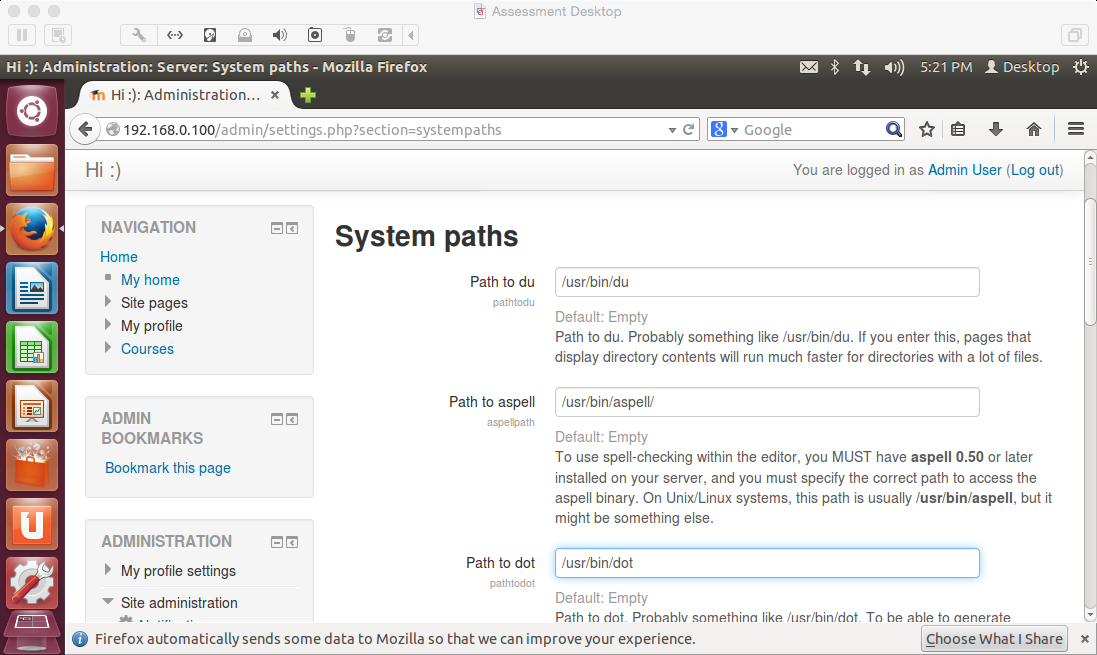 Assessment Desktop
Hi :): Administration: Server: System paths - Mozilla Firefox
5:21 PM
Desktop
Hi :): Administration...
192.168.0.100/admin/settings.php?section=systempaths
Google
Hi :)
You are logged in as Admin User (Log out)
NAVIGATION
Home
My home
Site pages
My profile
Courses
ADMIN
BOOKMARKS
Bookmark this page
ADMINISTRATION
My profile settings
Site administration
System paths
Path to du
pathtodu
/usr/bin/du
Default: Empty
Path to du. Probably something like /usr/bin/du. If you enter this, pages that
display directory contents will run much faster for directories with a lot of files.
Path to aspell
aspellpath
/usr/bin/aspell/
Default: Empty
To use spell-checking within the editor, you MUST have aspell 0.50 or later
installed on your server, and you must specify the correct path to access the
aspell binary. On Unix/Linux systems, this path is usually /usr/bin/aspell, but it
might be something else.
Path to dot
pathtodot
/usr/bin/dot
Default: Empty
Path to dot. Probably something like /usr/bin/dot. To be able to generate
Firefox automatically sends some data to Mozilla so that we can improve your experience.
Choose What I Share